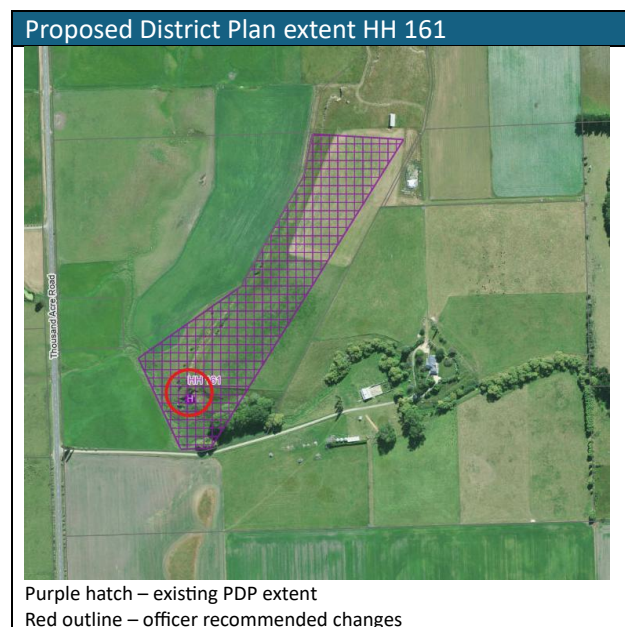 Proposed District Plan extent HH 161
Thousand Acre Road
HH 161
H
Purple hatch – existing PDP extent
Red outline – officer recommended changes